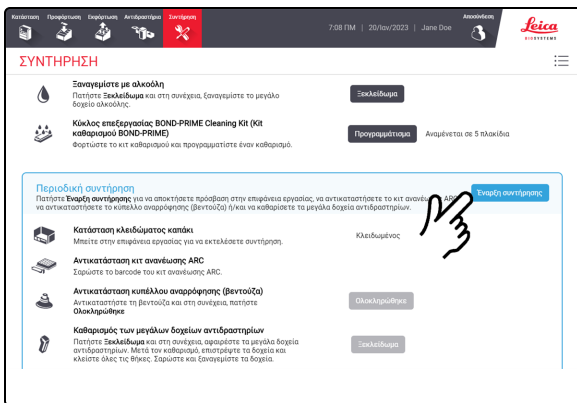 Κατάσταση Προφόρτωση Εκφόρτωση Αντιδραστήρια Συντήρηση
7:08 ΠΜ | 20/Ιαν/2023 | Jane Doe
Αποσύνδεση
Leica
BIOSYSTEMS
ΣΥΝΤΗΡΗΣΗ
Ξαναγεμίστε με αλκοόλη
Πατήστε Ξεκλείδωμα και στη συνέχεια, ξαναγεμίστε το μεγάλο
δοχείο αλκοόλης.
Ξεκλείδωμα
Κύκλος επεξεργασίας BOND-PRIME Cleaning Kit (Kit
καθαρισμού BOND-PRIME)
Φορτώστε το κιτ καθαρισμού και προγραμματίστε έναν καθαρισμό.
Προγραμμάτισμα Αναμένεται σε 5 πλακίδια
Περιοδική συντήρηση
Πατήστε Έναρξη συντήρησης για να αποκτήσετε πρόσβαση στην επιφάνεια εργασίας, να αντικαταστήσετε το κιτ ανανέωσης ARC
να αντικαταστήσετε το κύπελλο αναρρόφησης (βεντούζα) ή/και να καθαρίσετε τα μεγάλα δοχεία αντιδραστηρίων.
Έναρξη συντήρησης
Κατάσταση κλειδώματος καπάκι
Μπείτε στην επιφάνεια εργασίας για να εκτελέσετε συντήρηση.
Κλειδωμένος
Αντικατάσταση κιτ ανανέωσης ARC
Σαρώστε το barcode του κιτ ανανέωσης ARC.
Αντικατάσταση κυπέλλου αναρρόφησης (βεντούζα)
Αντικαταστήστε τη βεντούζα και στη συνέχεια, πατήστε
Ολοκληρώθηκε
Ολοκληρώθηκε
Καθαρισμός των μεγάλων δοχείων αντιδραστηρίων
Πατήστε Ξεκλείδωμα και στη συνέχεια, αφαιρέστε τα μεγάλα δοχεία
αντιδραστηρίων. Μετά τον καθαρισμό, επιστρέψτε τα δοχεία και
κλείστε όλες τις θήκες. Σαρώστε και ξαναγεμίστε τα δοχεία.
Ξεκλείδωμα